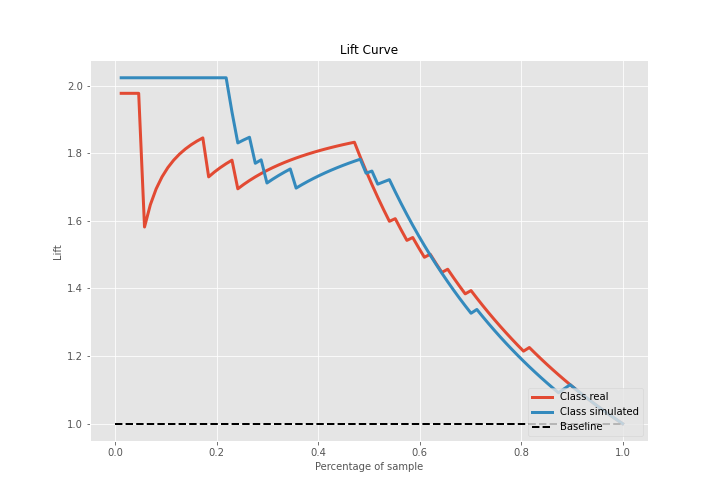 Lift Curve
2.0
1.8
1.6
1.4
1.2
1.0
Lift
0.0 0.2 0.4 0.6 0.8 1.0
Percentage of sample
Class real
Class simulated
Baseline